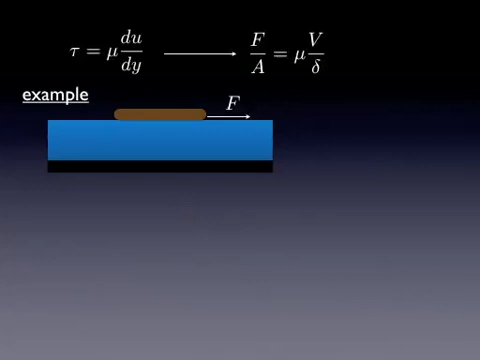 τ = μ du/dy ⟶ F/A = μ V/δ
example
F